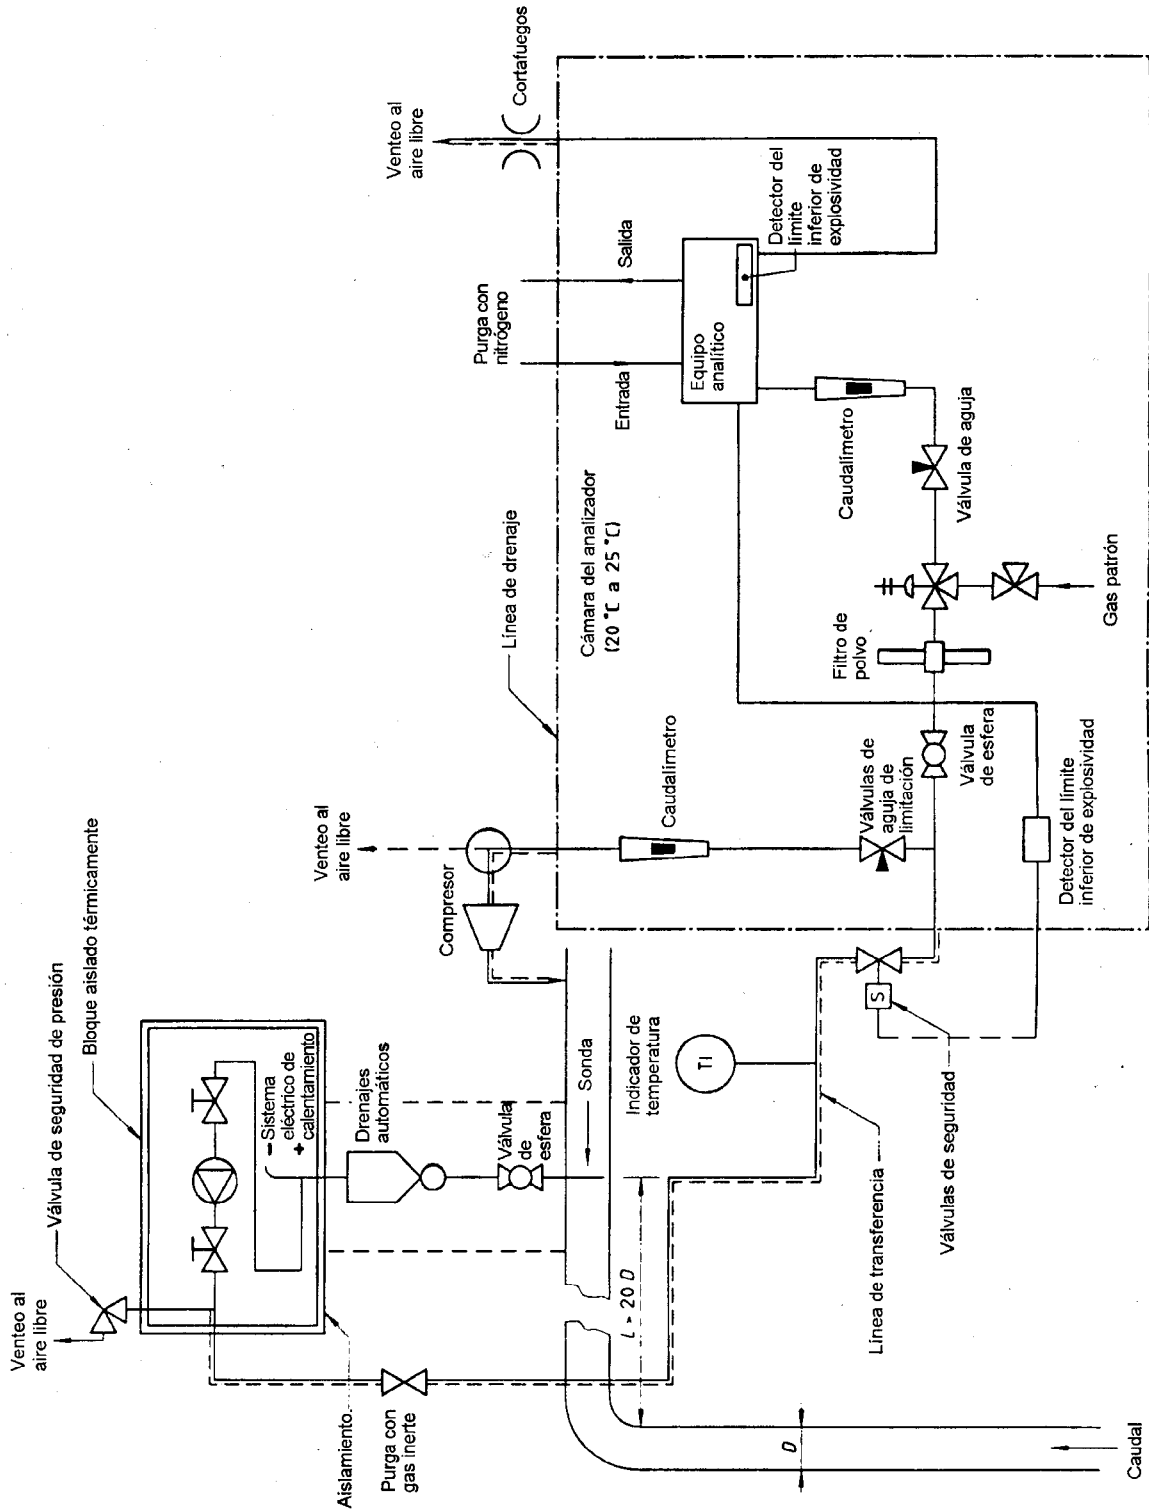 Venteo al
aire libre
Válvula de seguridad de presión
Bloque aislado térmicamente
Sistema
eléctrico de
calentamiento
- +
Drenajes
automáticos
Válvula
de
esfera
Aislamiento
Purga con
gas inerte
Sonda
L > 20 D
D
Caudal
Indicador de
temperatura
TI
Línea de transferencia
Válvulas de seguridad
S
Compresor
Venteo al
aire libre
Línea de drenaje
Cámara del analizador
(20 °C a 25 °C)
Caudalímetro
Válvulas de
aguja de
limitación
Válvula
de esfera
Detector del límite
inferior de explosividad
Filtro de
polvo
Gas patrón
Válvula de aguja
Caudalímetro
Equipo
analítico
Entrada
Purga con
nitrógeno
Salida
Detector del
límite
inferior de
explosividad
Venteo al
aire libre
Cortafuegos